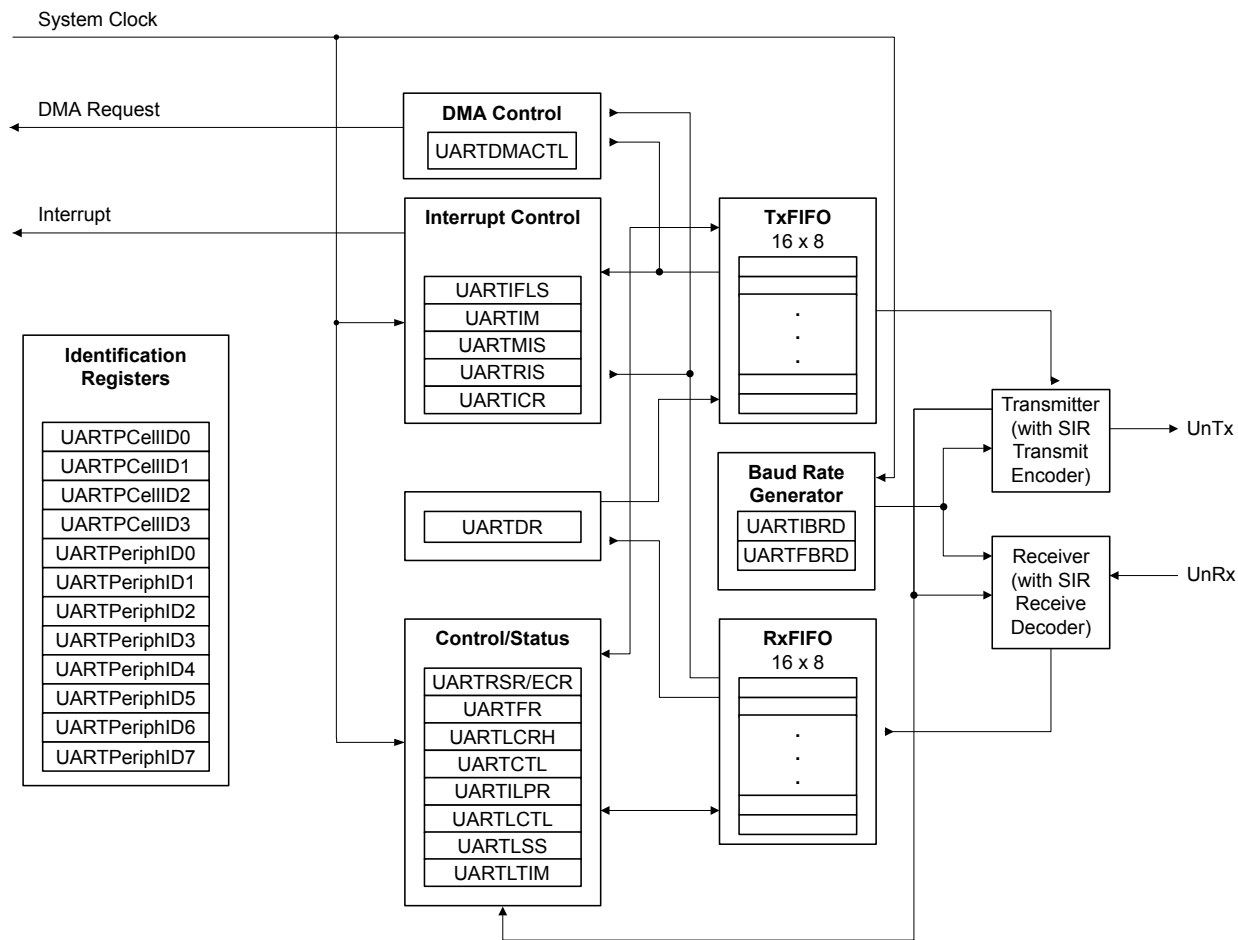 System Clock
DMA Request
DMA Control
UARTDMACTL
Interrupt
Interrupt Control
UARTIFLS
UARTIM
UARTMIS
UARTRIS
UARTICR
TxFIFO
16 x 8
.
.
.
Identification
Registers
UARTPCellID0
UARTPCellID1
UARTPCellID2
UARTPCellID3
UARTPeriphID0
UARTPeriphID1
UARTPeriphID2
UARTPeriphID3
UARTPeriphID4
UARTPeriphID5
UARTPeriphID6
UARTPeriphID7
Transmitter
(with SIR
Transmit
Encoder)
UnTx
UARTDR
Baud Rate
Generator
UARTIBRD
UARTFBRD
Receiver
(with SIR
Receive
Decoder)
UnRx
Control/Status
UARTRSR/ECR
UARTFR
UARTLCRH
UARTCTL
UARTILPR
UARTLCTL
UARTLSS
UARTLTIM
RxFIFO
16 x 8
.
.
.